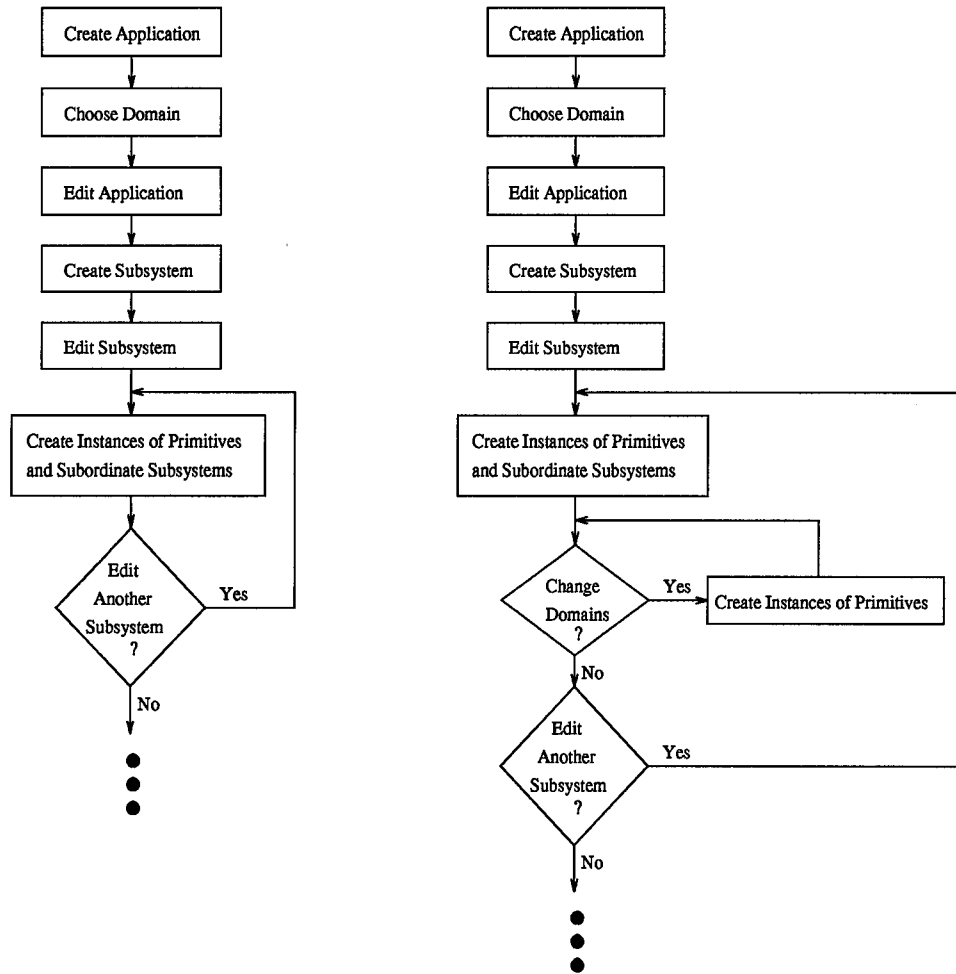 Create Application
Choose Domain
Edit Application
Create Subsystem
Edit Subsystem
Create Instances of Primitives
and Subordinate Subsystems
Edit
Another
Subsystem
?
Yes
No
Create Application
Choose Domain
Edit Application
Create Subsystem
Edit Subsystem
Create Instances of Primitives
and Subordinate Subsystems
Change
Domains
?
Yes
Create Instances of Primitives
No
Edit
Another
Subsystem
?
Yes
No